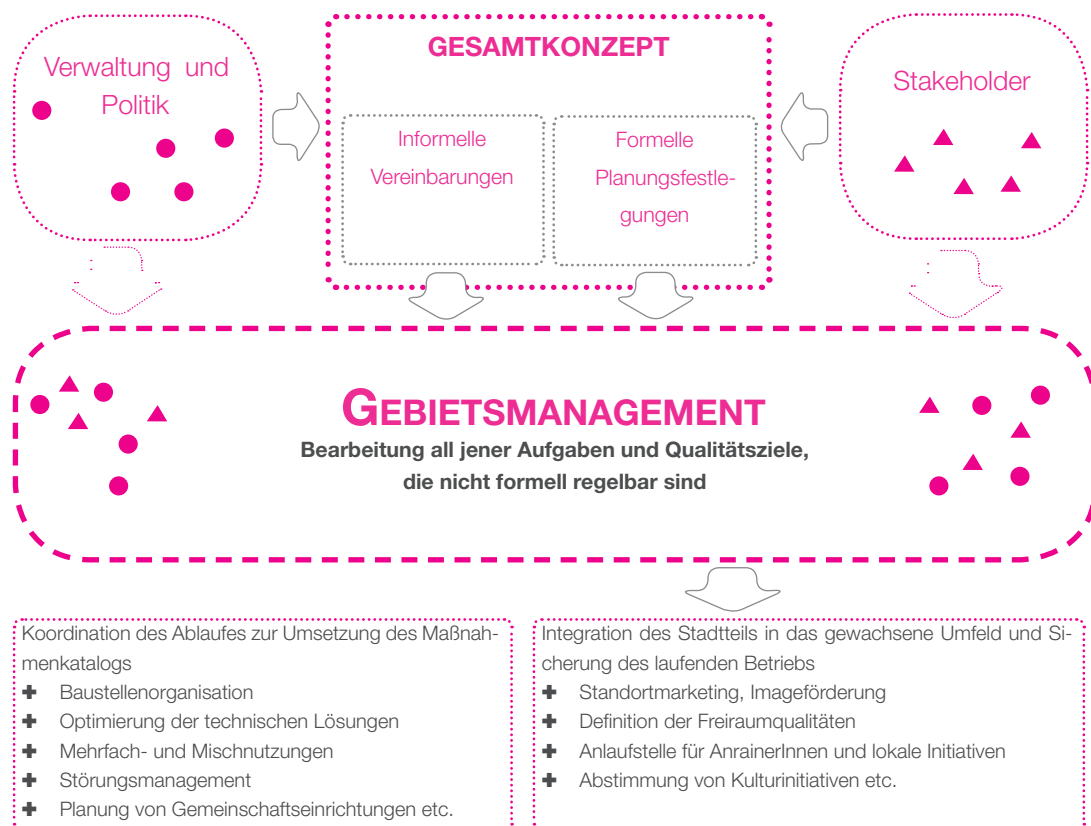 Verwaltung und
Politik
GESAMTKONZEPT
Informelle
Vereinbarungen
Formelle
Planungsfestle-
gungen
Stakeholder
GEBIETSMANAGEMENT
Bearbeitung all jener Aufgaben und Qualitätsziele,
die nicht formell regelbar sind
Koordination des Ablaufes zur Umsetzung des Maßnah-
menkatalogs
✚ Baustellenorganisation
✚ Optimierung der technischen Lösungen
✚ Mehrfach- und Mischnutzungen
✚ Störungsmanagement
✚ Planung von Gemeinschaftseinrichtungen etc.
Integration des Stadtteils in das gewachsene Umfeld und Si-
cherung des laufenden Betriebs
✚ Standortmarketing, Imageförderung
✚ Definition der Freiraumqualitäten
✚ Anlaufstelle für AnrainerInnen und lokale Initiativen
✚ Abstimmung von Kulturinitiativen etc.